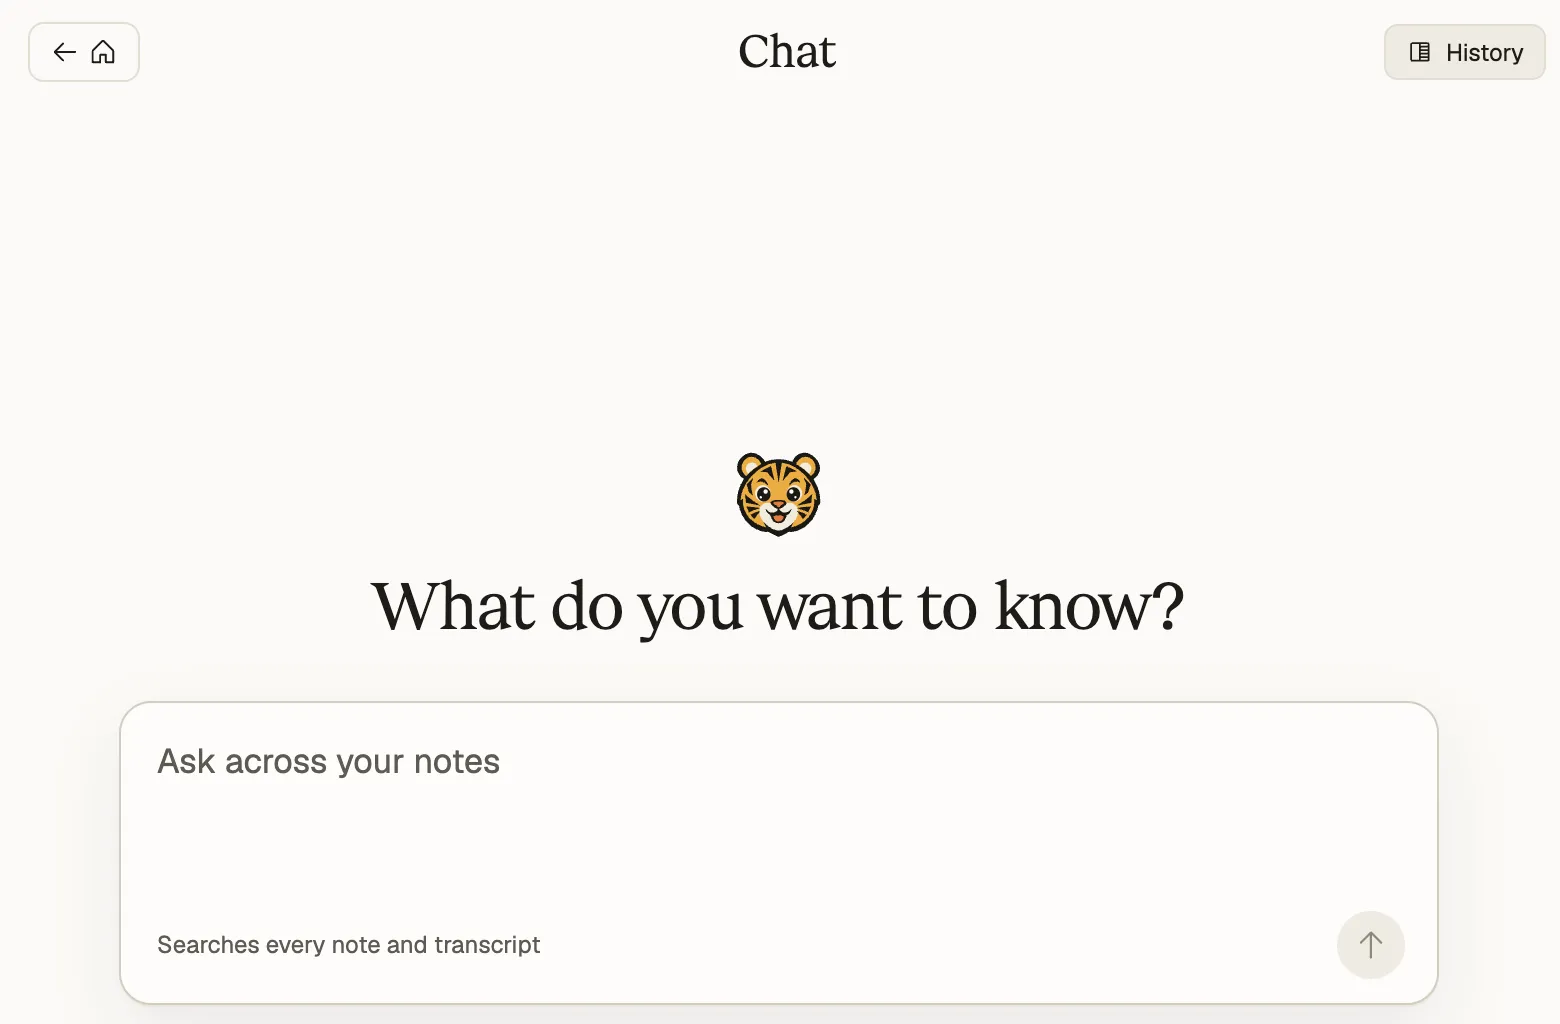 Chat
History
What do you want to know?
Ask across your notes
Searches every note and transcript